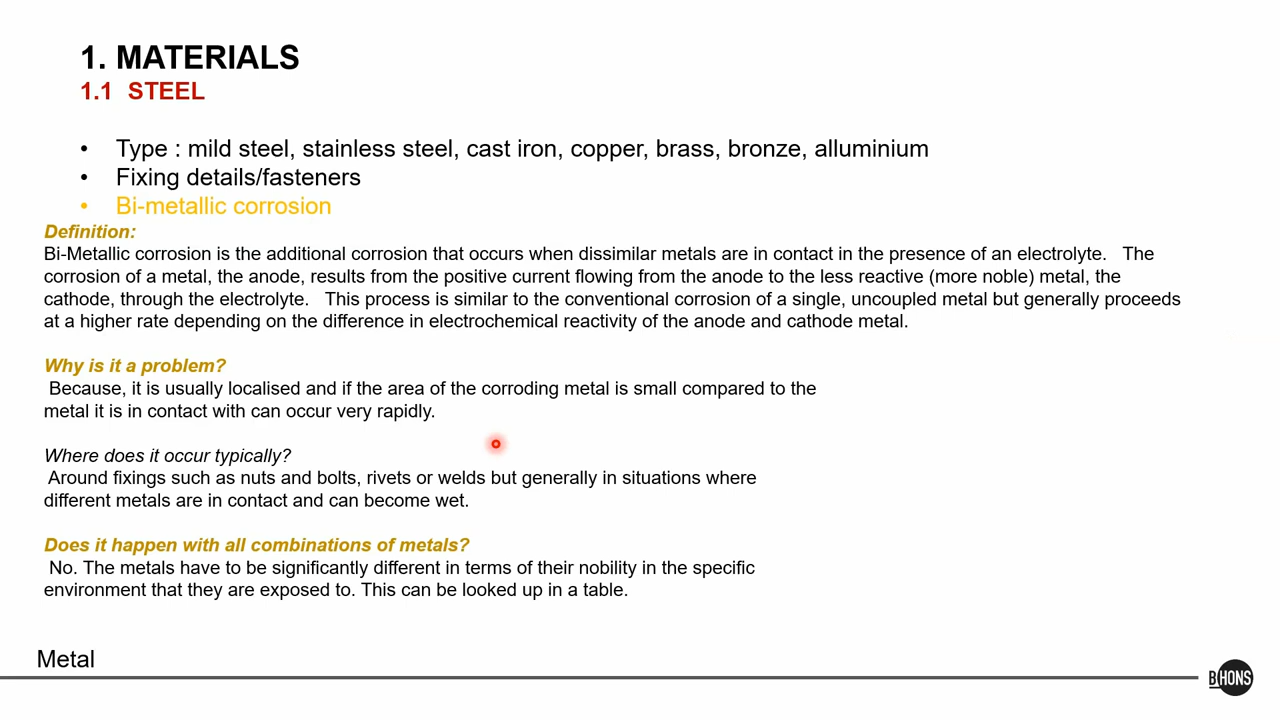 1. MATERIALS
1.1 STEEL
• Type : mild steel, stainless steel, cast iron, copper, brass, bronze, alluminium
• Fixing details/fasteners
• Bi-metallic corrosion
Definition:
Bi-Metallic corrosion is the additional corrosion that occurs when dissimilar metals are in contact in the presence of an electrolyte. The
corrosion of a metal, the anode, results from the positive current flowing from the anode to the less reactive (more noble) metal, the
cathode, through the electrolyte. This process is similar to the conventional corrosion of a single, uncoupled metal but generally proceeds
at a higher rate depending on the difference in electrochemical reactivity of the anode and cathode metal.
Why is it a problem?
Because, it is usually localised and if the area of the corroding metal is small compared to the
metal it is in contact with can occur very rapidly.
Where does it occur typically?
Around fixings such as nuts and bolts, rivets or welds but generally in situations where
different metals are in contact and can become wet.
Does it happen with all combinations of metals?
No. The metals have to be significantly different in terms of their nobility in the specific
environment that they are exposed to. This can be looked up in a table.
Metal
B|HONS